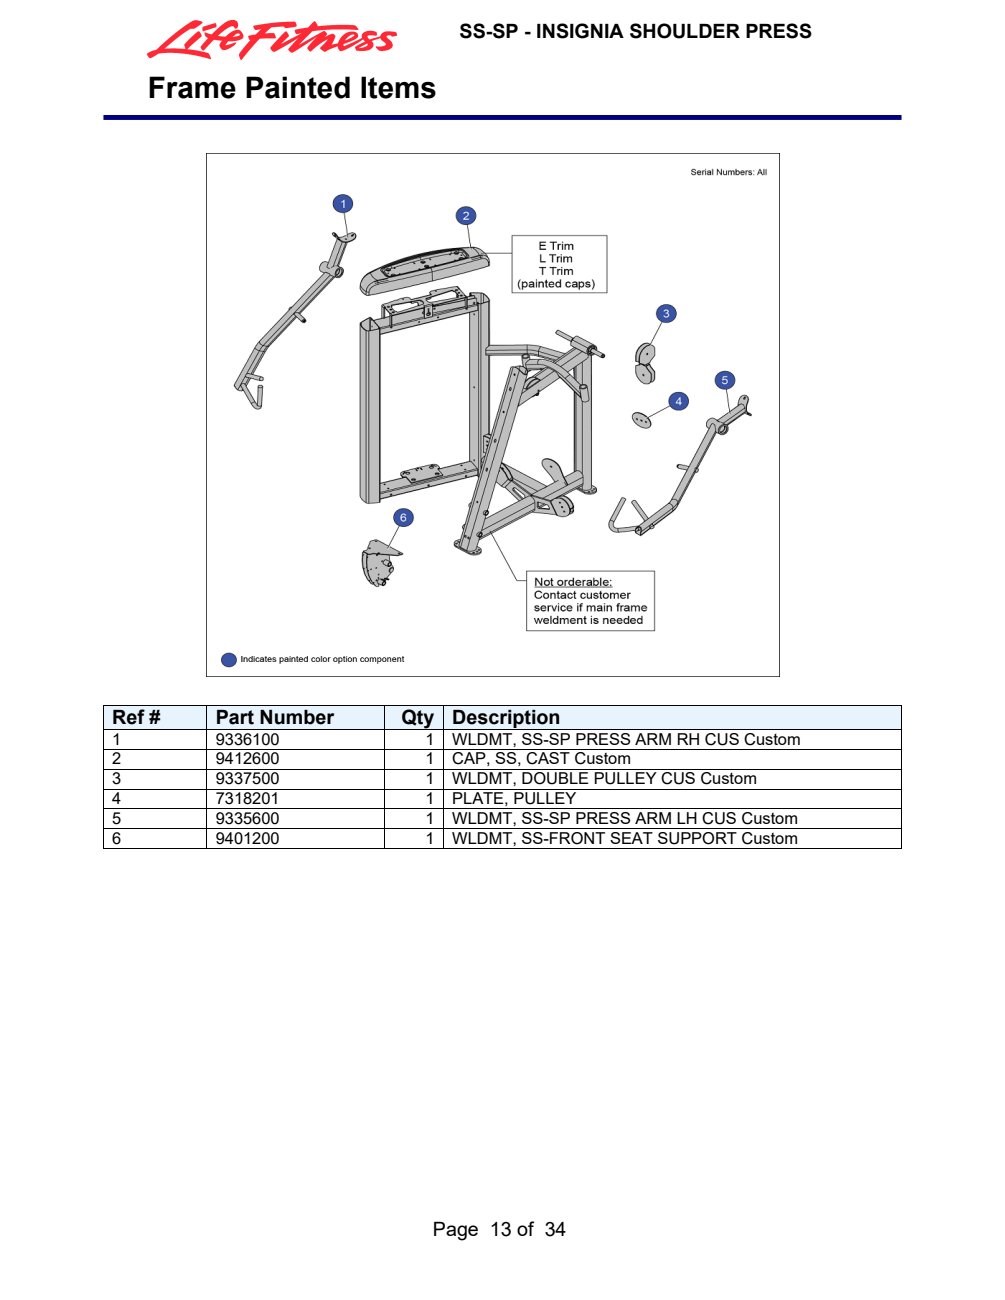 Life Fitness
SS-SP - INSIGNIA SHOULDER PRESS
Frame Painted Items
Serial Numbers: All
1
2
E Trim
L Trim
T Trim
(painted caps)
3
5
4
6
Not orderable:
Contact customer
service if main frame
weldment is needed
Indicates painted color option component
Ref # Part Number Qty Description
1 9336100 1 WLDMT, SS-SP PRESS ARM RH CUS Custom
2 9412600 1 CAP, SS, CAST Custom
3 9337500 1 WLDMT, DOUBLE PULLEY CUS Custom
4 7318201 1 PLATE, PULLEY
5 9335600 1 WLDMT, SS-SP PRESS ARM LH CUS Custom
6 9401200 1 WLDMT, SS-FRONT SEAT SUPPORT Custom
Page 13 of 34